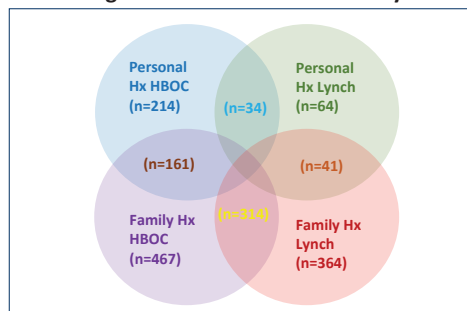 Personal
Hx HBOC
(n=214)
(n=34)
Personal
Hx Lynch
(n=64)
(n=161)
(n=41)
Family Hx
HBOC
(n=467)
(n=314)
Family Hx
Lynch
(n=364)